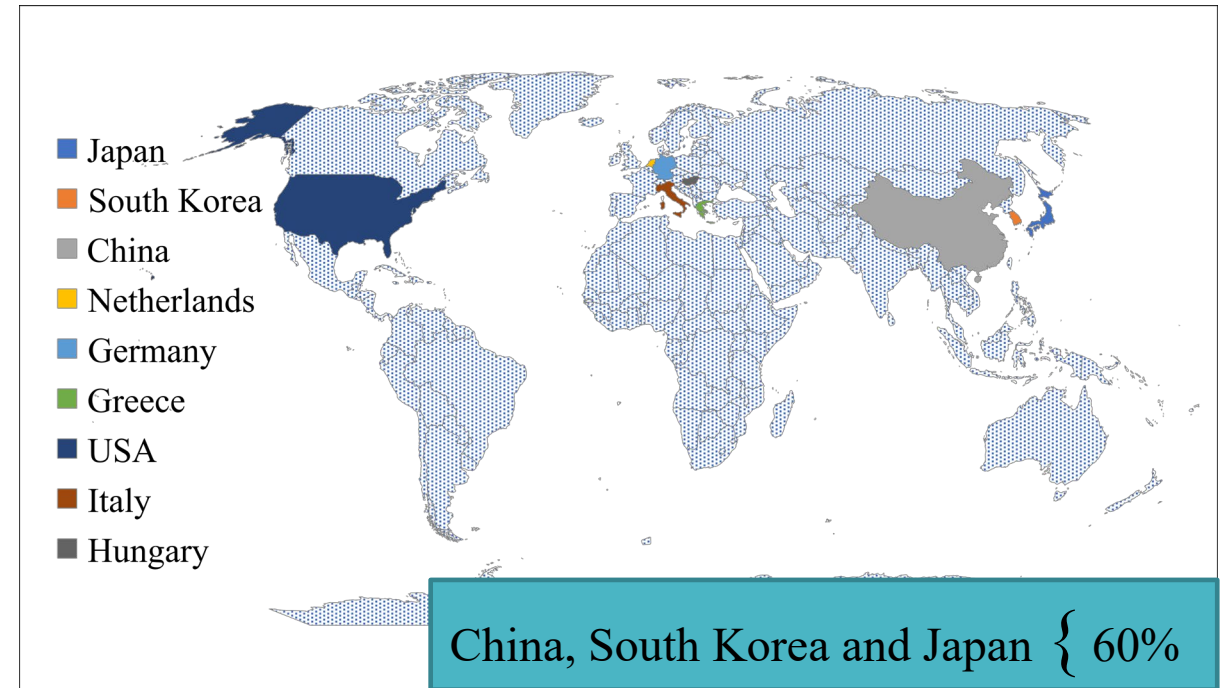 Japan
South Korea
China
Netherlands
Germany
Greece
USA
Italy
Hungary
China, South Korea and Japan { 60%